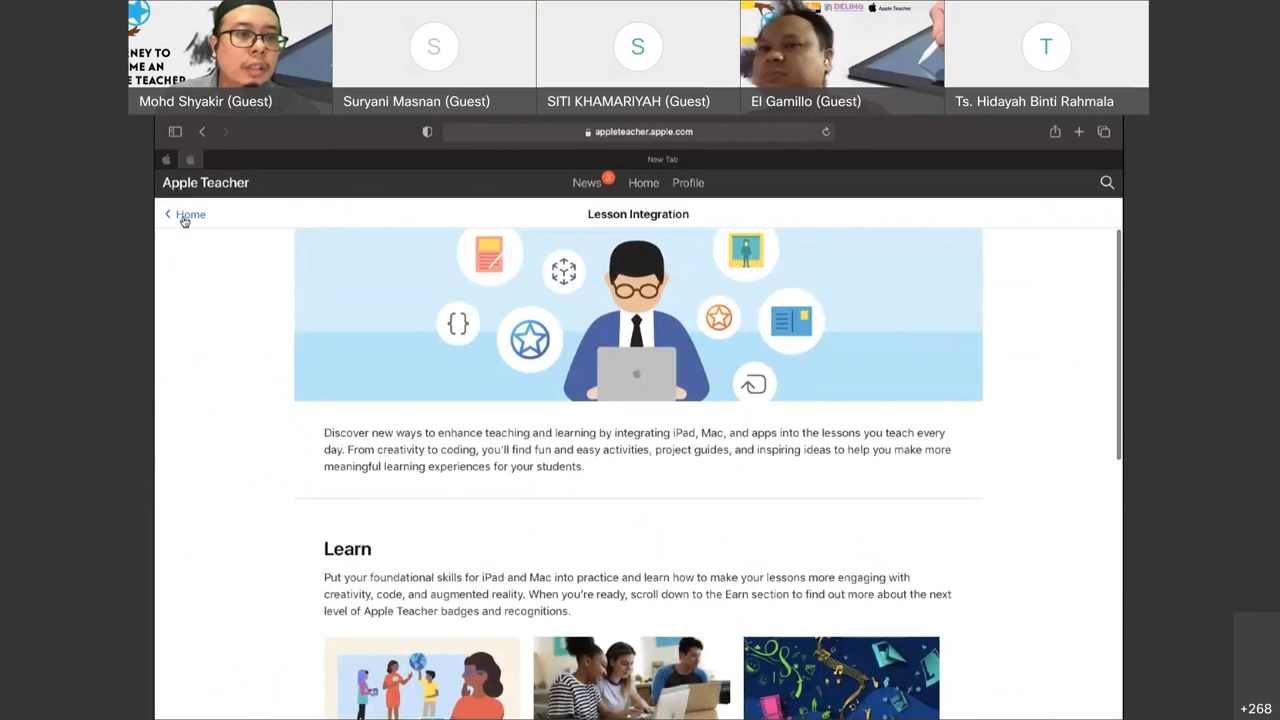 NEY TO
ME AN
E TEACHER
DELIMa
Apple Teacher
S
S
T
Mohd Shyakir (Guest)
Suryani Masnan (Guest)
SITI KHAMARIYAH (Guest)
El Gamillo (Guest)
Ts. Hidayah Binti Rahmala
appleteacher.apple.com
New Tab
Apple Teacher
News
3
Home
Profile
Home
Lesson Integration
{}
Discover new ways to enhance teaching and learning by integrating iPad, Mac, and apps into the lessons you teach every
day. From creativity to coding, you'll find fun and easy activities, project guides, and inspiring ideas to help you make more
meaningful learning experiences for your students.
Learn
Put your foundational skills for iPad and Mac into practice and learn how to make your lessons more engaging with
creativity, code, and augmented reality. When you're ready, scroll down to the Earn section to find out more about the next
level of Apple Teacher badges and recognitions.
+268